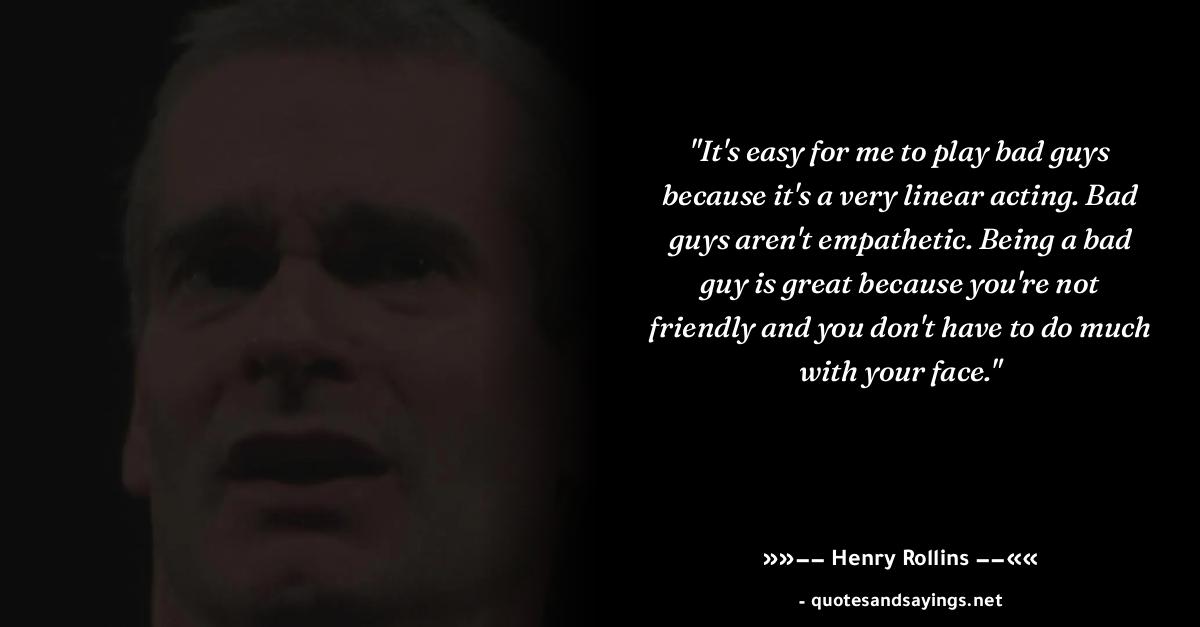 "It's easy for me to play bad guys
because it's a very linear acting. Bad
guys aren't empathetic. Being a bad
guy is great because you're not
friendly and you don't have to do much
with your face."
»»−− Henry Rollins −−««
- quotesandsayings.net